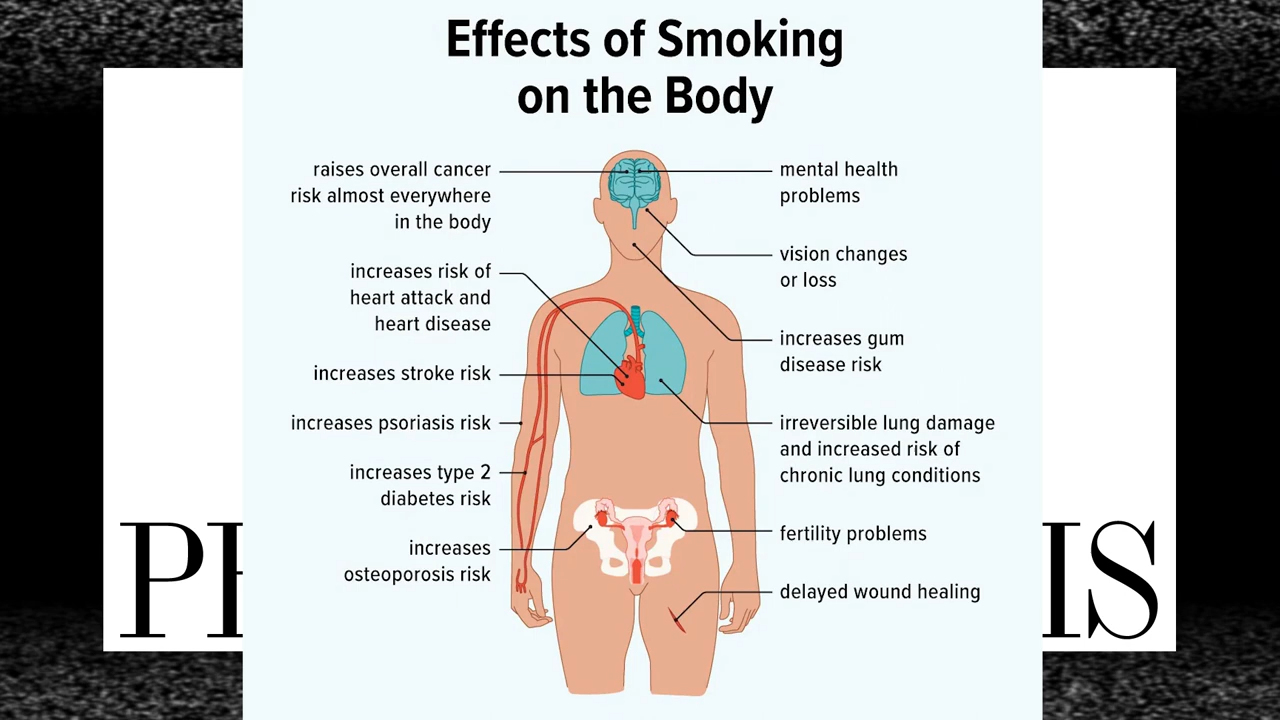 Effects of Smoking
on the Body
raises overall cancer
risk almost everywhere
in the body
increases risk of
heart attack and
heart disease
increases stroke risk
increases psoriasis risk
increases type 2
diabetes risk
increases
osteoporosis risk
mental health
problems
vision changes
or loss
increases gum
disease risk
irreversible lung damage
and increased risk of
chronic lung conditions
fertility problems
delayed wound healing